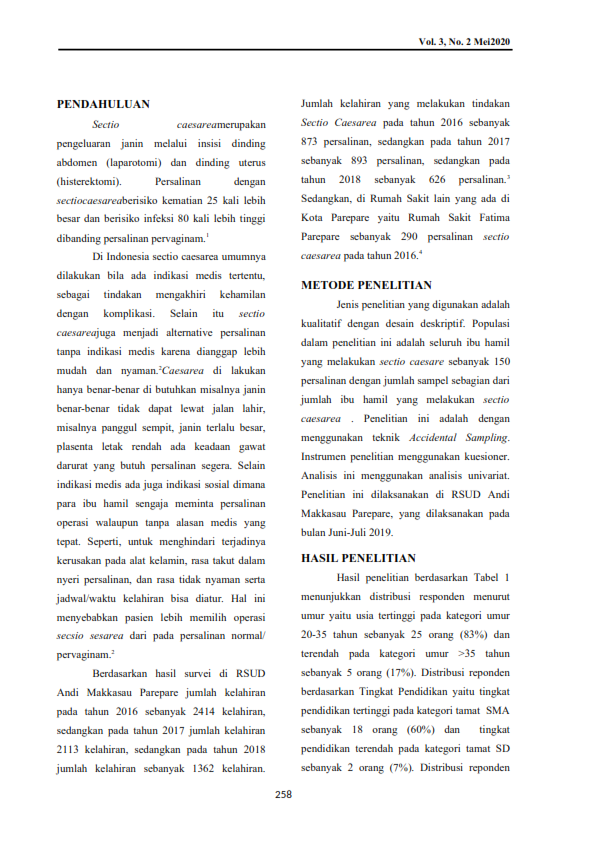 Vol. 3, No. 2 Mei2020
PENDAHULUAN
Sectio caesareamerupakan
pengeluaran janin melalui insisi dinding
abdomen (laparotomi) dan dinding uterus
(histerektomi). Persalinan dengan
sectiocaesareaberisiko kematian 25 kali lebih
besar dan berisiko infeksi 80 kali lebih tinggi
dibanding persalinan pervaginam.1
Di Indonesia sectio caesarea umumnya
dilakukan bila ada indikasi medis tertentu,
sebagai tindakan mengakhiri kehamilan
dengan komplikasi. Selain itu sectio
caesareajuga menjadi alternative persalinan
tanpa indikasi medis karena dianggap lebih
mudah dan nyaman.2Caesarea di lakukan
hanya benar-benar di butuhkan misalnya janin
benar-benar tidak dapat lewat jalan lahir,
misalnya panggul sempit, janin terlalu besar,
plasenta letak rendah ada keadaan gawat
darurat yang butuh persalinan segera. Selain
indikasi medis ada juga indikasi sosial dimana
para ibu hamil sengaja meminta persalinan
operasi walaupun tanpa alasan medis yang
tepat. Seperti, untuk menghindari terjadinya
kerusakan pada alat kelamin, rasa takut dalam
nyeri persalinan, dan rasa tidak nyaman serta
jadwal/waktu kelahiran bisa diatur. Hal ini
menyebabkan pasien lebih memilih operasi
secsio sesarea dari pada persalinan normal/
pervaginam.2
Berdasarkan hasil survei di RSUD
Andi Makkasau Parepare jumlah kelahiran
pada tahun 2016 sebanyak 2414 kelahiran,
sedangkan pada tahun 2017 jumlah kelahiran
2113 kelahiran, sedangkan pada tahun 2018
jumlah kelahiran sebanyak 1362 kelahiran.
Jumlah kelahiran yang melakukan tindakan
Sectio Caesarea pada tahun 2016 sebanyak
873 persalinan, sedangkan pada tahun 2017
sebanyak 893 persalinan, sedangkan pada
tahun 2018 sebanyak 626 persalinan.3
Sedangkan, di Rumah Sakit lain yang ada di
Kota Parepare yaitu Rumah Sakit Fatima
Parepare sebanyak 290 persalinan sectio
caesarea pada tahun 2016.4
METODE PENELITIAN
Jenis penelitian yang digunakan adalah
kualitatif dengan desain deskriptif. Populasi
dalam penelitian ini adalah seluruh ibu hamil
yang melakukan sectio caesare sebanyak 150
persalinan dengan jumlah sampel sebagian dari
jumlah ibu hamil yang melakukan sectio
caesarea . Penelitian ini adalah dengan
menggunakan teknik Accidental Sampling.
Instrumen penelitian menggunakan kuesioner.
Analisis ini menggunakan analisis univariat.
Penelitian ini dilaksanakan di RSUD Andi
Makkasau Parepare, yang dilaksanakan pada
bulan Juni-Juli 2019.
HASIL PENELITIAN
Hasil penelitian berdasarkan Tabel 1
menunjukkan distribusi responden menurut
umur yaitu usia tertinggi pada kategori umur
20-35 tahun sebanyak 25 orang (83%) dan
terendah pada kategori umur >35 tahun
sebanyak 5 orang (17%). Distribusi reponden
berdasarkan Tingkat Pendidikan yaitu tingkat
pendidikan tertinggi pada kategori tamat SMA
sebanyak 18 orang (60%) dan tingkat
pendidikan terendah pada kategori tamat SD
sebanyak 2 orang (7%). Distribusi reponden
258